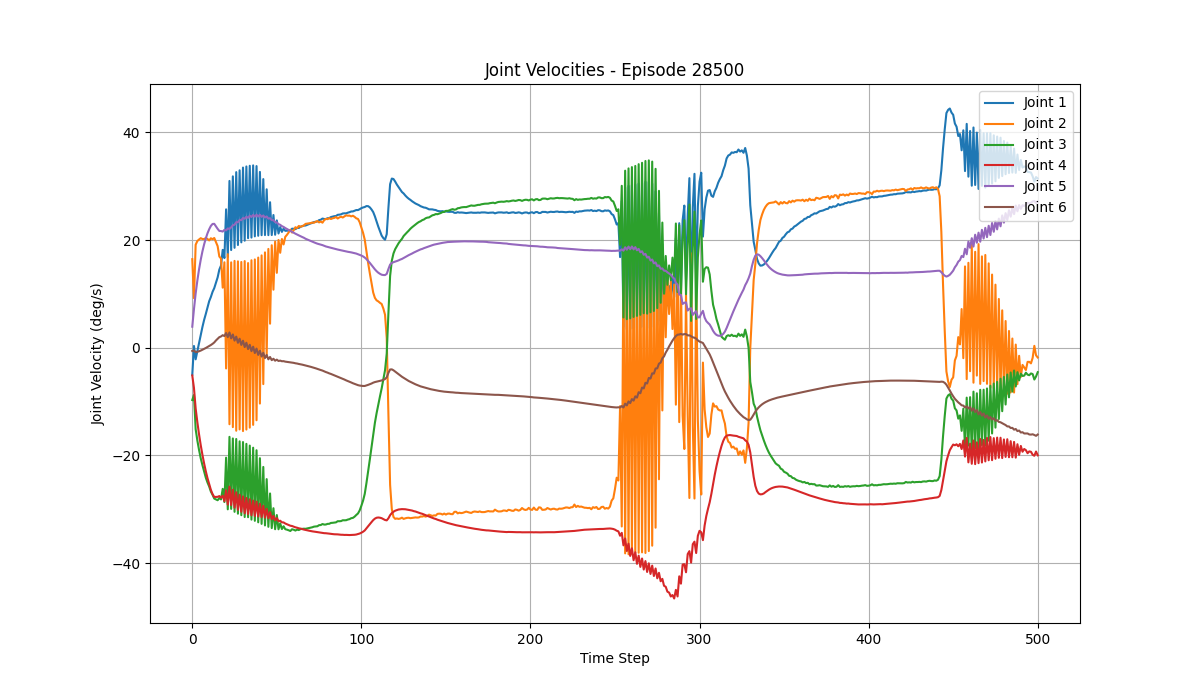 Joint Velocities - Episode 28500
Joint Velocity (deg/s)
40
20
0
−20
−40
0
100
200
300
400
500
Time Step
Joint 1
Joint 2
Joint 3
Joint 4
Joint 5
Joint 6